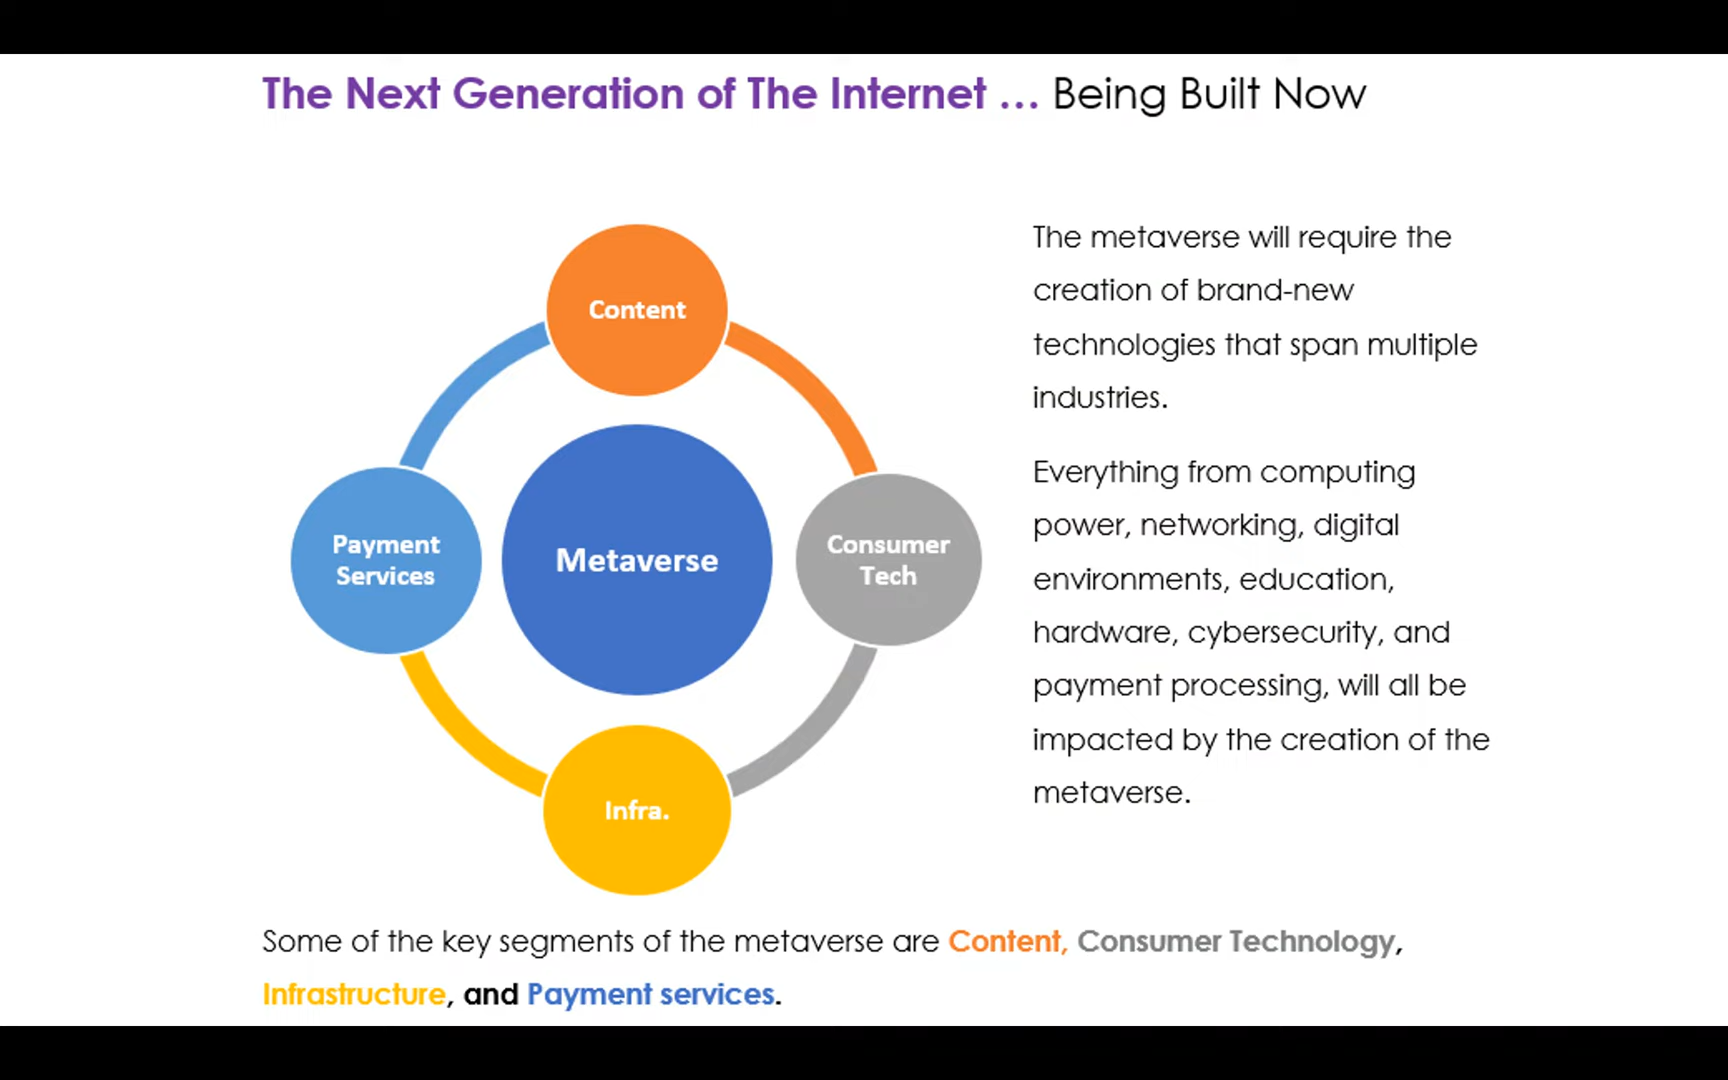 The Next Generation of The Internet ... Being Built Now
Content
Payment
Services
Metaverse
Consumer
Tech
Infra.
The metaverse will require the
creation of brand-new
technologies that span multiple
industries.
Everything from computing
power, networking, digital
environments, education,
hardware, cybersecurity, and
payment processing, will all be
impacted by the creation of the
metaverse.
Some of the key segments of the metaverse are Content, Consumer Technology,
Infrastructure, and Payment services.